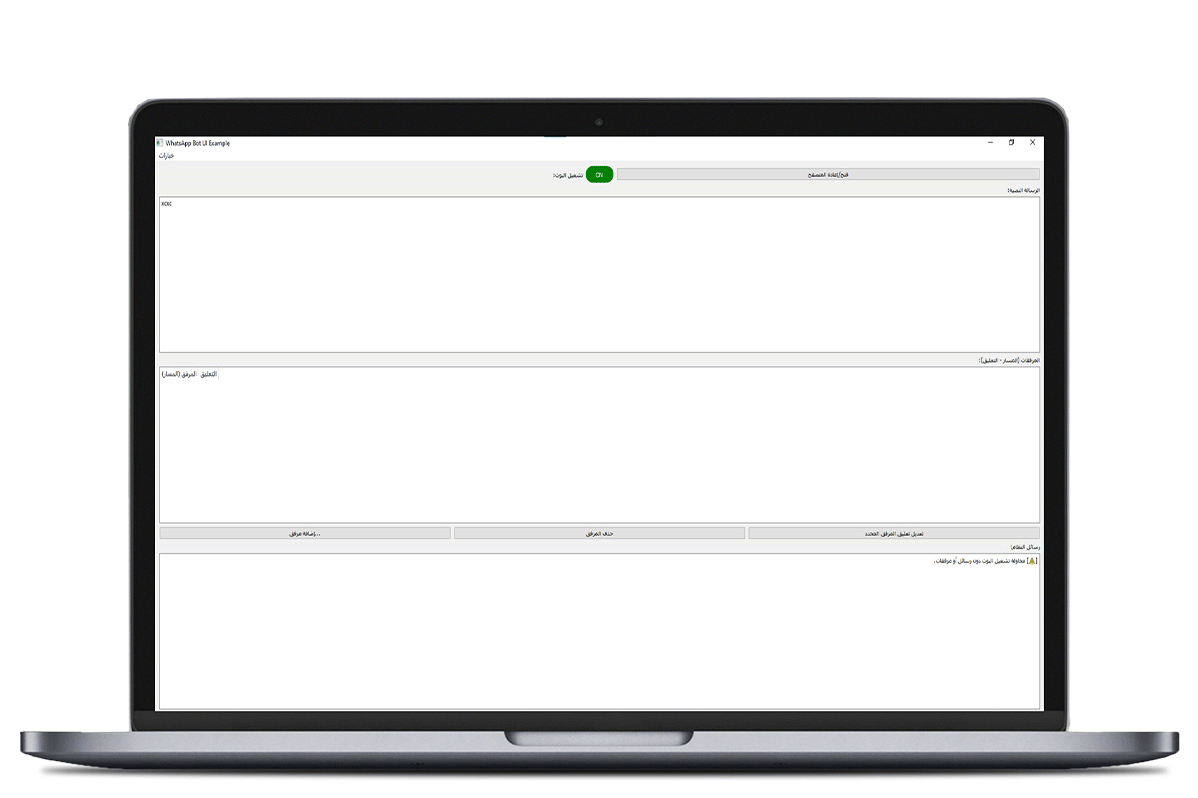 WhatsApp Bot UI Example
خيارات
تشغيل البوت: ON فتح/إعادة المتصفح
الرسالة النصية:
xcxc
المرفقات (المسار - التعليق):
المرفق (المسار) التعليق
إضافة مرفق... حذف المرفق تعديل تعليق المرفق المحدد
رسائل النظام:
[🔔] محاولة تشغيل البوت دون رسائل أو مرفقات.